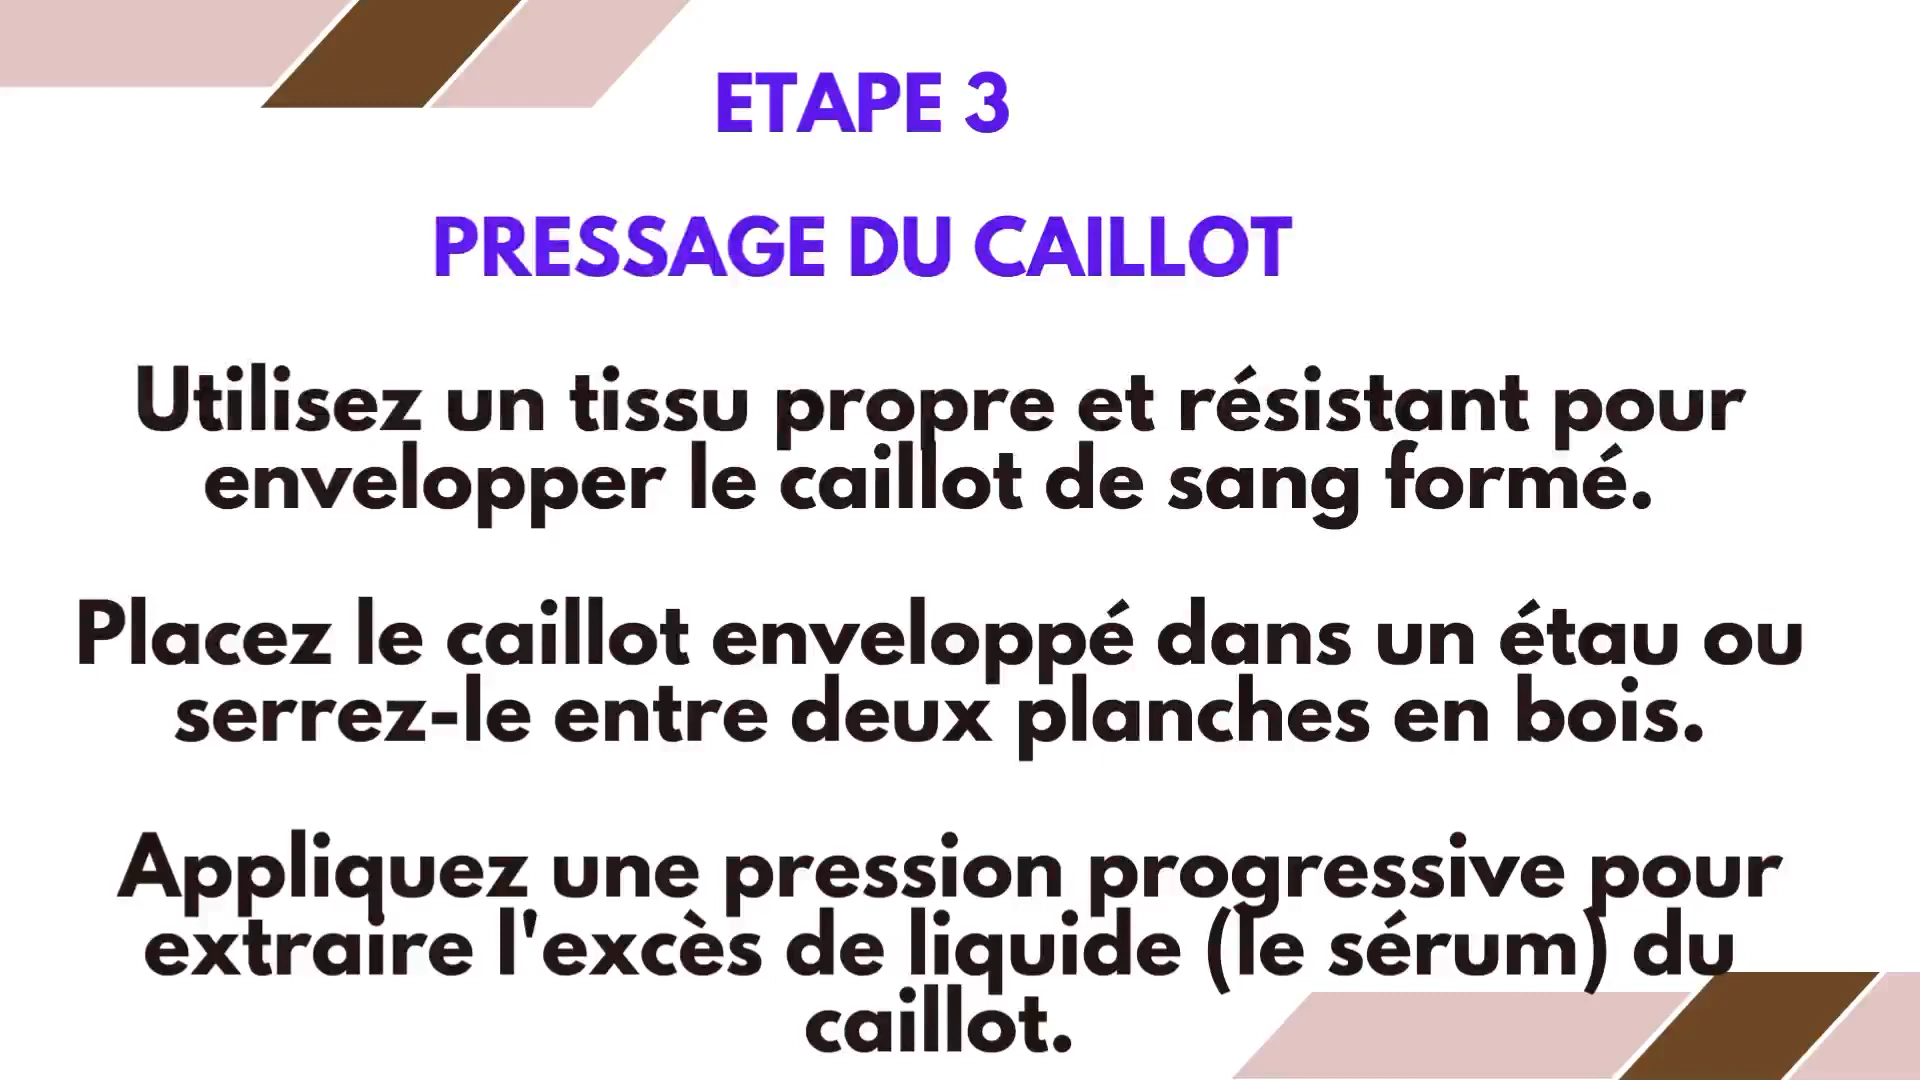 ETAPE 3
PRESSAGE DU CAILLOT
Utilisez un tissu propre et résistant pour
envelopper le caillot de sang formé.
Placez le caillot enveloppé dans un étau ou
serrez-le entre deux planches en bois.
Appliquez une pression progressive pour
extraire l'excès de liquide (le sérum) du
caillot.